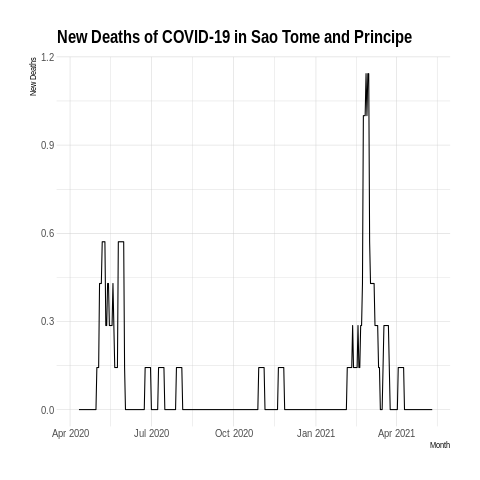 New Deaths of COVID-19 in Sao Tome and Principe
New Deaths
1.2
0.9
0.6
0.3
0.0
Apr 2020
Jul 2020
Oct 2020
Jan 2021
Apr 2021
Month